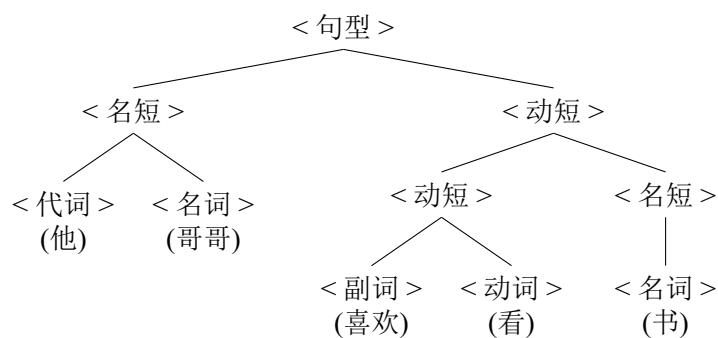 < 句型 >
< 名短 > < 动短 >
< 代词 > < 名词 > < 动短 > < 名短 >
(他) (哥哥)
< 副词 > < 动词 > < 名词 >
(喜欢) (看) (书)